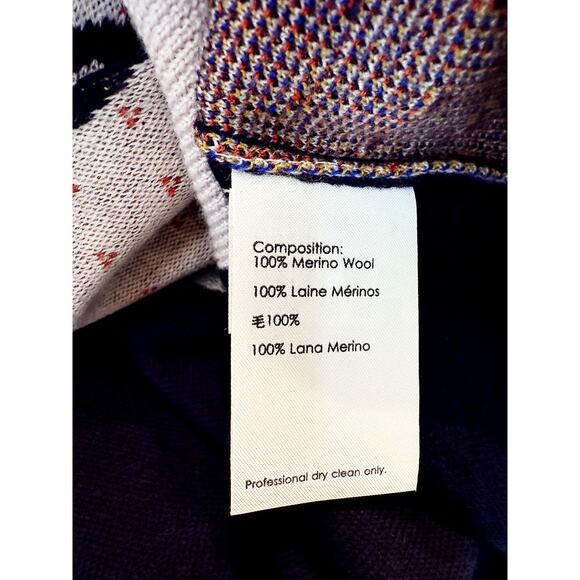 Composition:
100% Merino Wool
100% Laine Mérinos
毛100%
100% Lana Merino
Professional dry clean only.